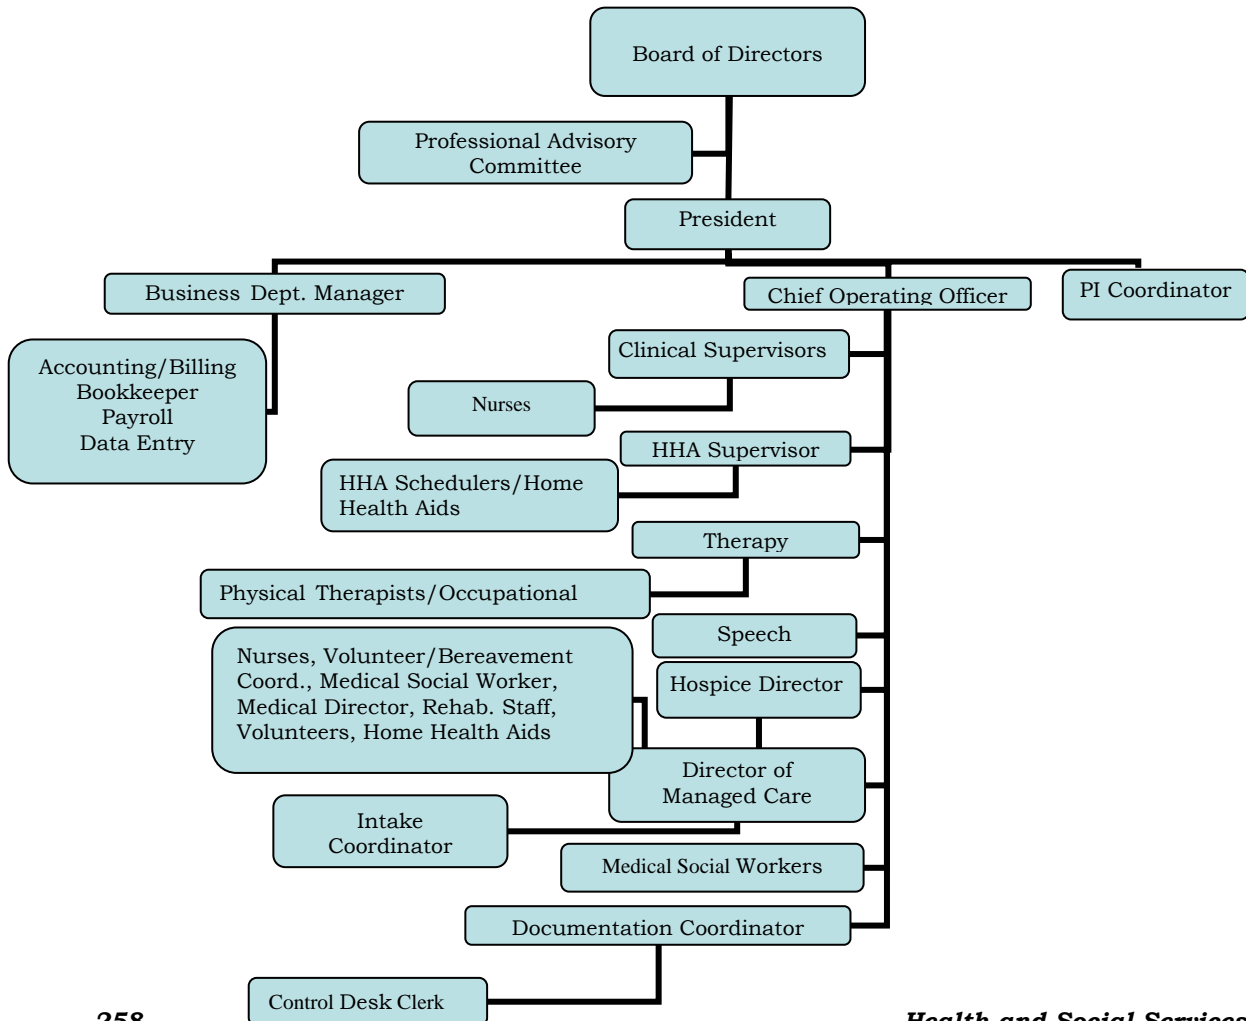 Board of Directors
Professional Advisory
Committee
President
Business Dept. Manager
Chief Operating Officer
PI Coordinator
Accounting/Billing
Bookkeeper
Payroll
Data Entry
Clinical Supervisors
Nurses
HHA Supervisor
HHA Schedulers/Home
Health Aids
Therapy
Physical Therapists/Occupational
Speech
Nurses, Volunteer/Bereavement
Coord., Medical Social Worker,
Medical Director, Rehab. Staff,
Volunteers, Home Health Aids
Hospice Director
Director of
Managed Care
Intake
Coordinator
Medical Social Workers
Documentation Coordinator
Control Desk Clerk
258
Health and Social Services